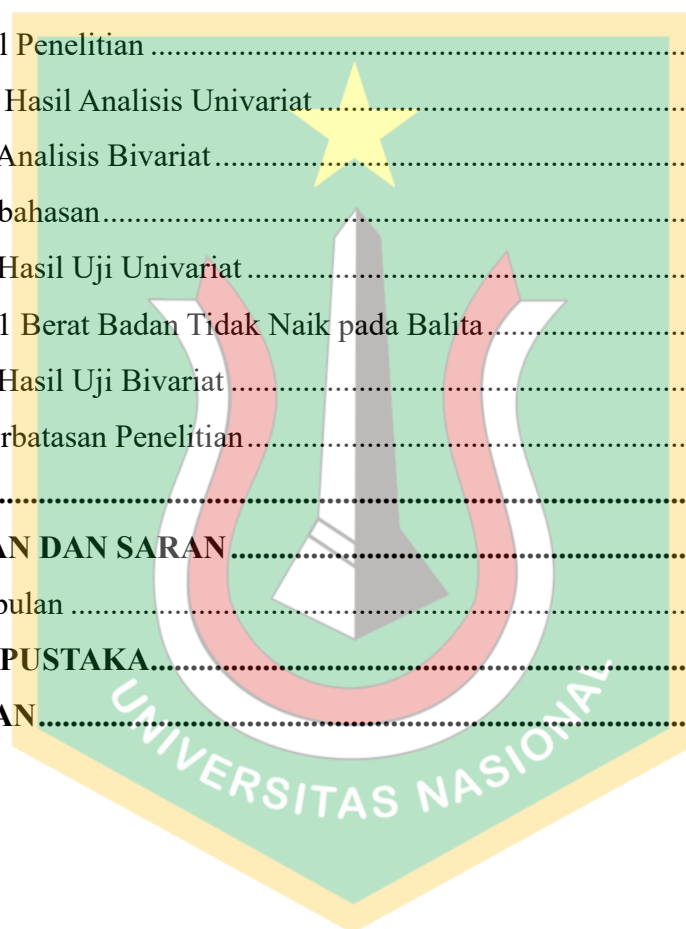 l Penelitian ....................................................................
Hasil Analisis Univariat ...............................................
Analisis Bivariat............................................................
bahasan.........................................................................
Hasil Uji Univariat .......................................................
1 Berat Badan Tidak Naik pada Balita.........................
Hasil Uji Bivariat .........................................................
rbatasan Penelitian.......................................................
.....................................................................................
AN DAN SARAN .........................................................
pulan ............................................................................
PUSTAKA...................................................................
AN.................................................................................
UNIVERSITAS NASIONAL